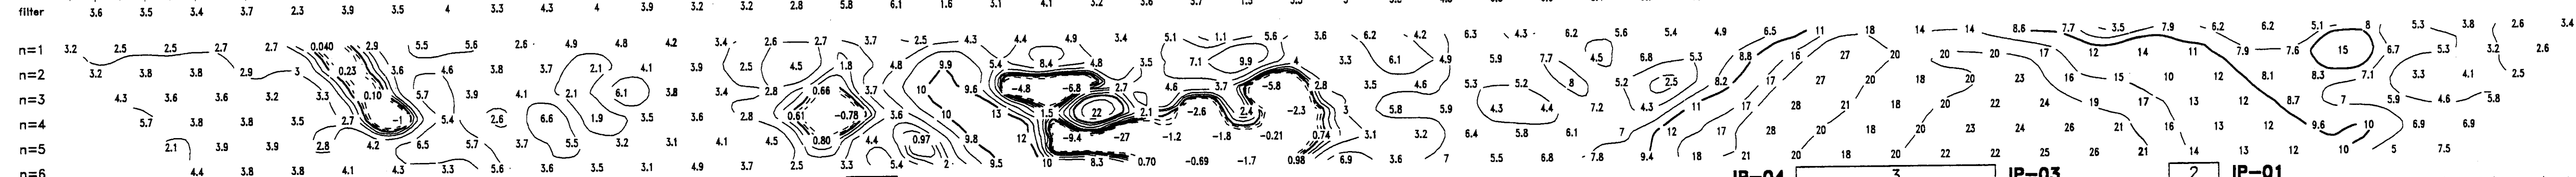 filter 3.6 3.5 3.4 3.7 2.3 3.9 3.5 4 3.3 4.3 4 3.9 3.2 3.2 2.8 5.8 6.1 1.6 3.1 4.1 3.2 3.6 3.7
n=1 3.2 2.5 2.5 2.7 2.7 0.040 2.9 5.5 5.6 2.6 4.9 4.8 4.2 3.4 2.6 2.7 3.7 2.5 4.3 4.4 4.9 3.4 5.1 1.1 5.6 3.6 6.2 4.2 6.3 4.3 6.2 5.6 5.4 4.9 6.5 11 18 14 14 8.6 7.7 3.5 7.9 6.2 6.2 5.1 8 5.3 3.8 2.6 3.4
n=2 3.2 3.8 3.8 2.9 3 0.23 3.6 4.6 3.8 3.7 2.1 4.1 3.9 2.5 4.5 1.8 4.8 9.9 5.4 8.4 4.8 3.5 7.1 9.9 4 3.3 6.1 4.9 5.9 7.7 4.5 6.8 5.3 8.8 16 27 20 20 20 17 12 14 11 7.9 7.6 15 6.7 5.3 3.2 2.6
n=3 4.3 3.6 3.6 3.2 3.3 0.10 5.7 3.9 4.1 2.1 6.1 3.8 3.4 2.8 0.66 3.7 10 9.6 -4.8 -6.8 2.7 4.6 3.7 -5.8 2.8 3.5 4.6 5.3 5.2 8 5.2 2.5 8.2 17 27 20 18 20 23 16 15 10 12 8.1 8.3 7.1 3.3 4.1 2.5
n=4 5.7 3.8 3.8 3.5 2.7 -1 5.4 2.6 6.6 1.9 3.5 3.6 2.8 0.61 -0.78 3.6 10 13 1.5 22 2.1 -2.6 2.4 -2.3 3 5.8 5.9 4.3 4.4 7.2 4.3 11 17 28 21 18 20 22 24 19 17 13 12 8.7 7 5.9 4.6 5.8
n=5 2.1 3.9 3.9 2.8 4.2 6.5 5.7 3.7 5.5 3.2 3.1 4.1 4.5 0.80 4.4 0.97 9.8 12 -9.4 -27 -1.2 -1.8 -0.21 0.74 3.1 3.2 6.4 5.8 6.1 7 12 17 28 20 18 20 23 24 26 21 16 13 12 9.6 10 6.9 6.9
n=6 4.4 3.8 3.8 4.1 4.3 3.3 5.6 3.6 3.5 3.1 4.9 3.7 2.5 3.3 5.4 2 9.5 10 8.3 0.70 -0.69 -1.7 0.98 6.9 3.6 7 5.5 6.8 7.8 9.4 18 21 20 18 20 22 22 25 26 21 14 13 12 10 5 7.5
IP-04 3 IP-03 2 IP-01